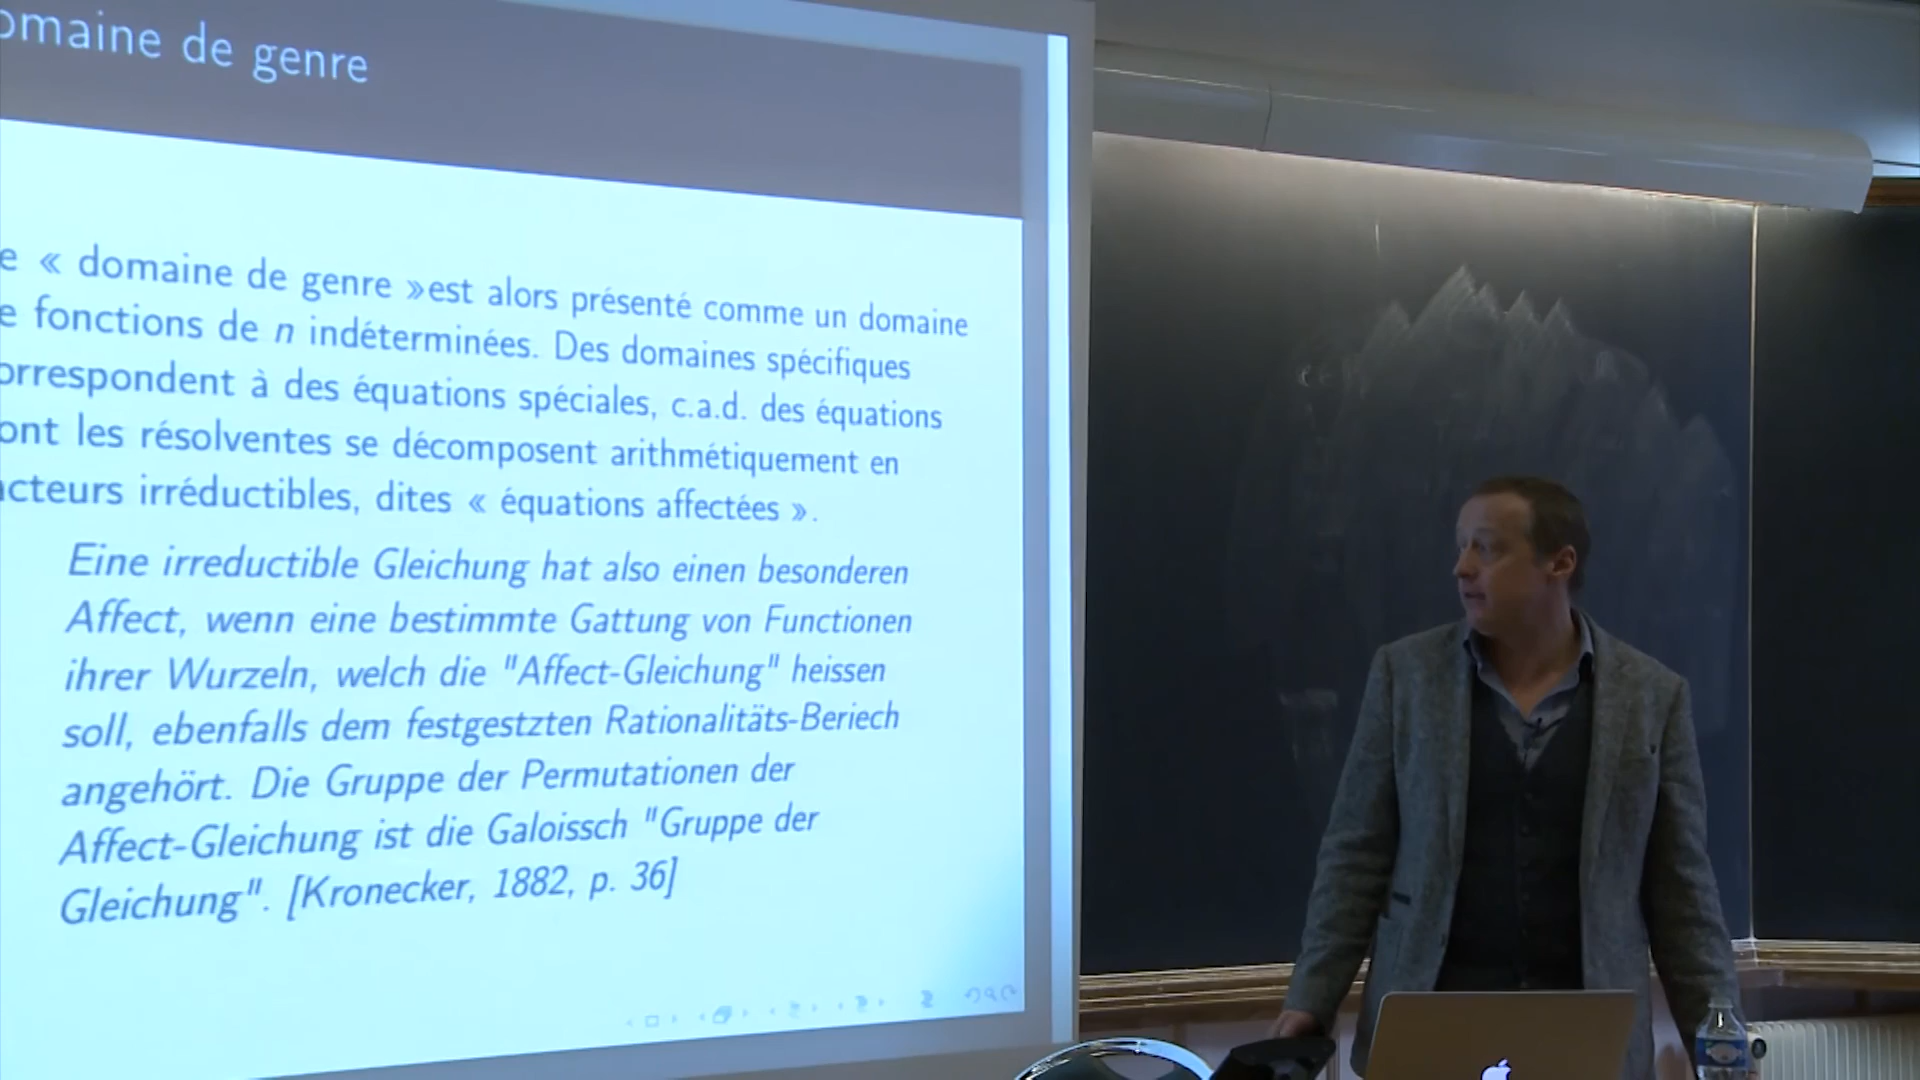 omaine de genre
e « domaine de genre »est alors présenté comme un domaine
e fonctions de n indéterminées. Des domaines spécifiques
orrespondent à des équations spéciales, c.a.d. des équations
ont les résolventes se décomposent arithmétiquement en
acteurs irréductibles, dites « équations affectées ».
Eine irreductible Gleichung hat also einen besonderen
Affect, wenn eine bestimmte Gattung von Functionen
ihrer Wurzeln, welch die "Affect-Gleichung" heissen
soll, ebenfalls dem festgestzten Rationalitäts-Beriech
angehört. Die Gruppe der Permutationen der
Affect-Gleichung ist die Galoissch "Gruppe der
Gleichung". [Kronecker, 1882, p. 36]